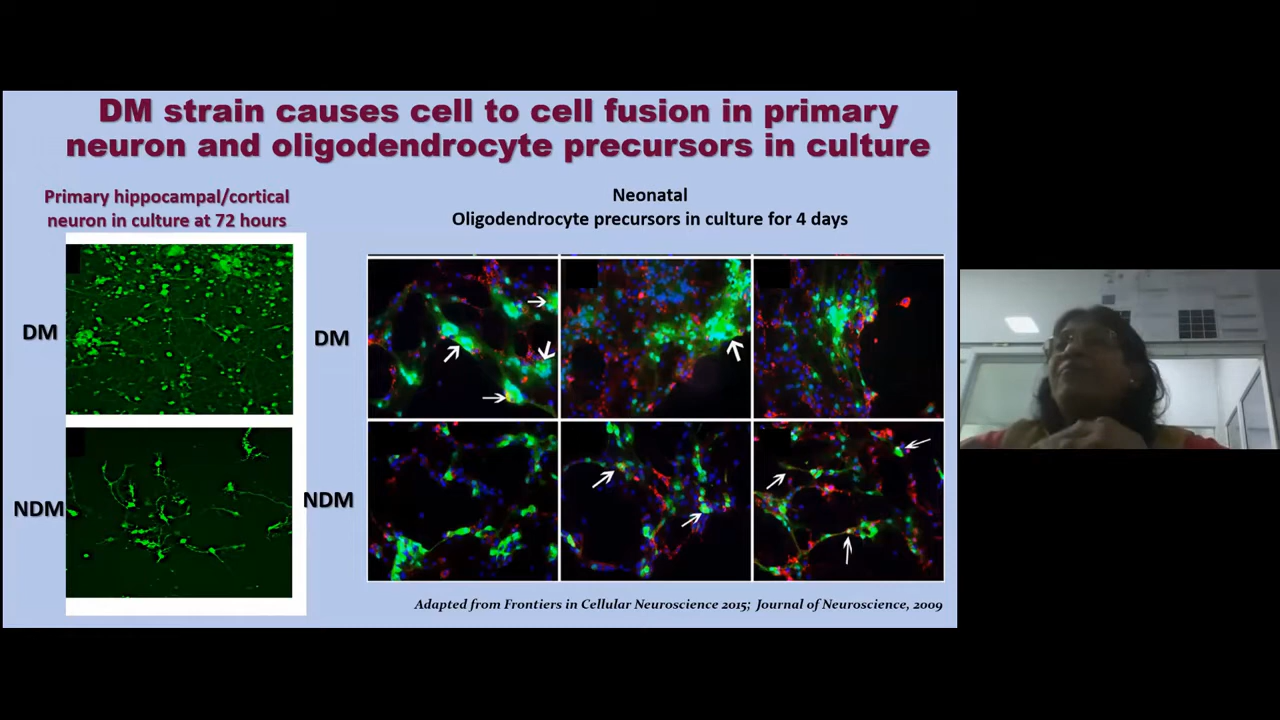 DM strain causes cell to cell fusion in primary
neuron and oligodendrocyte precursors in culture
Primary hippocampal/cortical
neuron in culture at 72 hours
Neonatal
Oligodendrocyte precursors in culture for 4 days
DM
DM
NDM
NDM
Adapted from Frontiers in Cellular Neuroscience 2015; Journal of Neuroscience, 2009